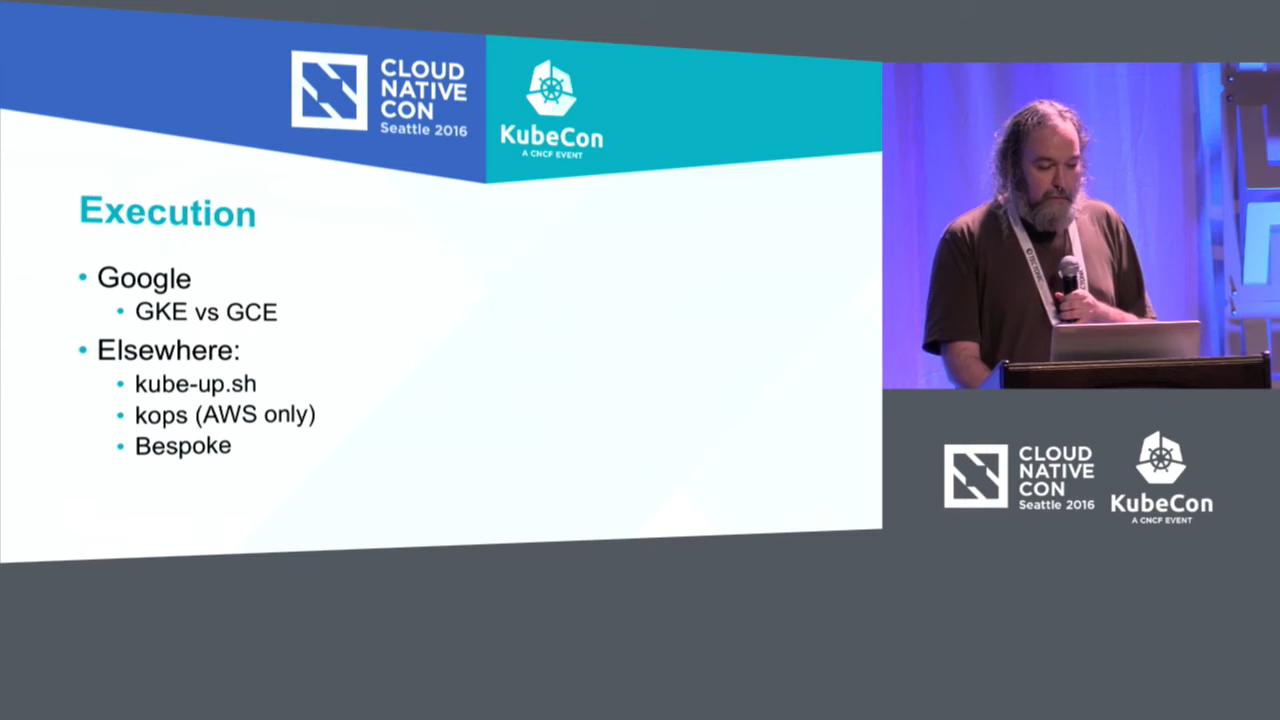 CLOUD
NATIVE
CON
Seattle 2016
KubeCon
A CNCF EVENT
Execution
• Google
• GKE vs GCE
• Elsewhere:
• kube-up.sh
• kops (AWS only)
• Bespoke
TECTONIC
CLOUD
NATIVE
CON
Seattle 2016
KubeCon
A CNCF EVENT